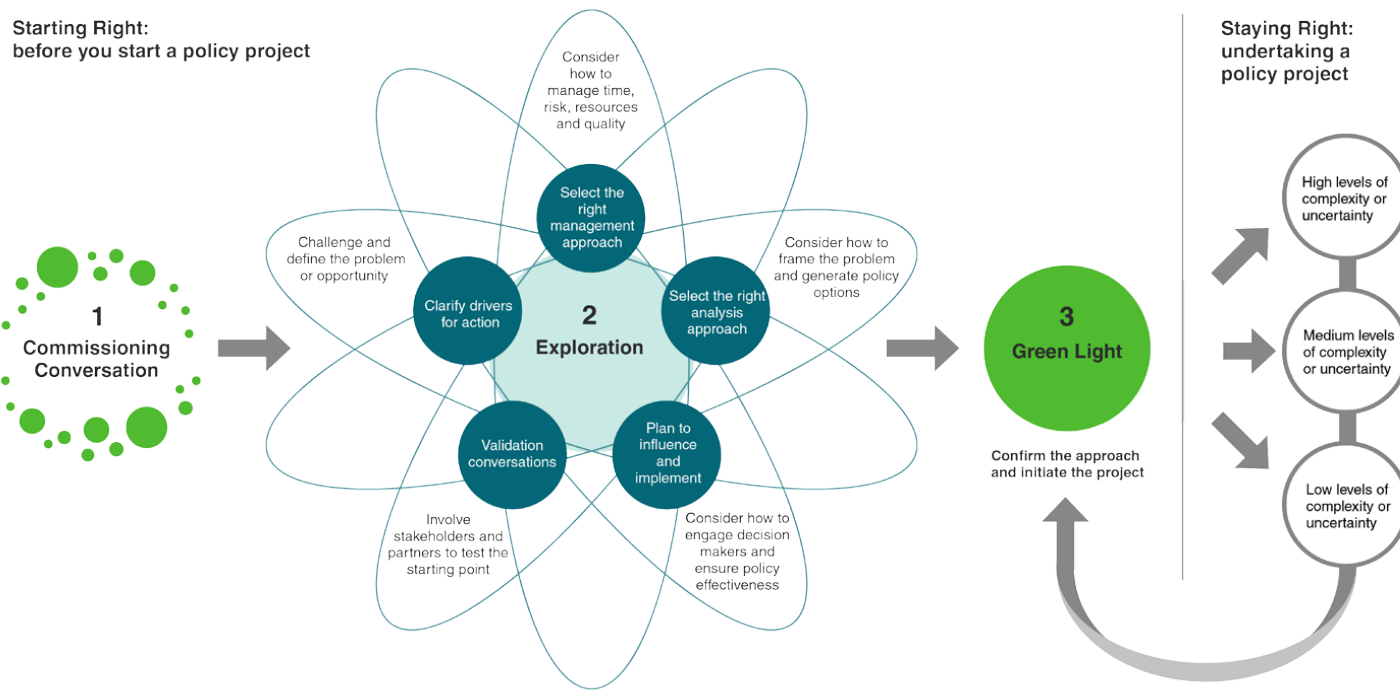 Starting Right:
before you start a policy project
1
Commissioning
Conversation
Consider
how to
manage time,
risk, resources
and quality
Select the
right
management
approach
Challenge and
define the problem
or opportunity
Clarify drivers
for action
2
Exploration
Consider how to
frame the problem
and generate policy
options
Select the right
analysis
approach
Validation
conversations
Plan to
influence
and
implement
Involve
stakeholders and
partners to test the
starting point
Consider how to
engage decision
makers and
ensure policy
effectiveness
3
Green Light
Confirm the approach
and initiate the project
Staying Right:
undertaking a
policy project
High levels of
complexity or
uncertainty
Medium levels
of complexity
or uncertainty
Low levels of
complexity or
uncertainty